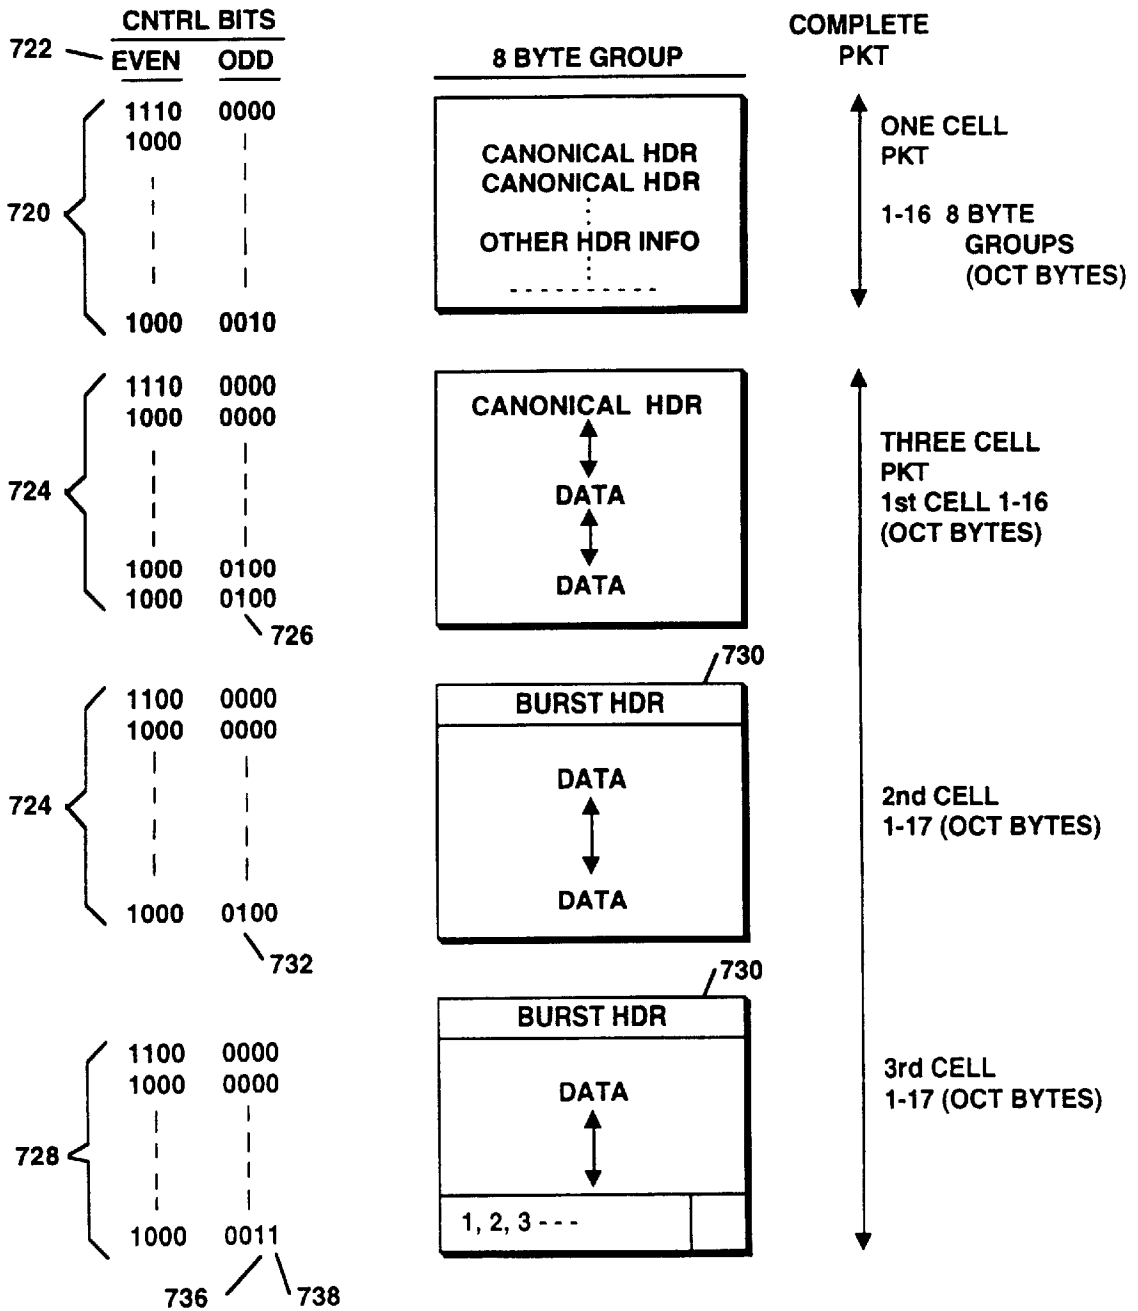 CNTRL BITS
722 EVEN ODD
8 BYTE GROUP
COMPLETE
PKT
720
1110 0000
1000
1000 0010
CANONICAL HDR
CANONICAL HDR
OTHER HDR INFO
ONE CELL
PKT
1-16 8 BYTE
GROUPS
(OCT BYTES)
724
1110 0000
1000 0000
1000 0100
1000 0100
726
CANONICAL HDR
DATA
DATA
THREE CELL
PKT
1st CELL 1-16
(OCT BYTES)
724
1100 0000
1000 0000
1000 0100
732
730
BURST HDR
DATA
DATA
2nd CELL
1-17 (OCT BYTES)
728
1100 0000
1000 0000
1000 0011
736 738
730
BURST HDR
DATA
1, 2, 3 - - -
3rd CELL
1-17 (OCT BYTES)